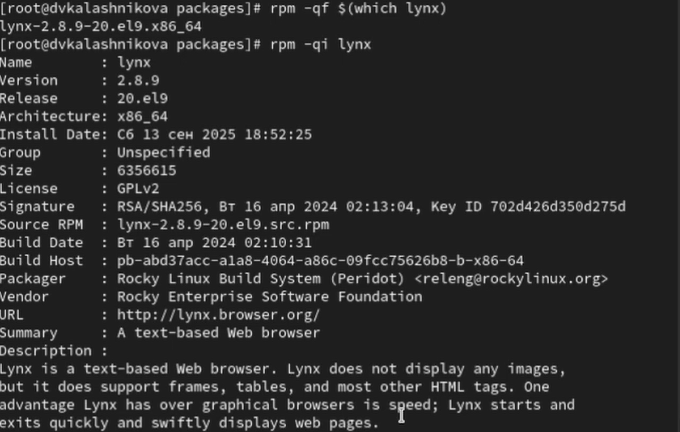 [root@dvkalashnikova packages]# rpm -qf $(which lynx)
lynx-2.8.9-20.el9.x86_64
[root@dvkalashnikova packages]# rpm -qi lynx
Name        : lynx
Version     : 2.8.9
Release     : 20.el9
Architecture: x86_64
Install Date: Сб 13 сен 2025 18:52:25
Group       : Unspecified
Size        : 6356615
License     : GPLv2
Signature   : RSA/SHA256, Вт 16 апр 2024 02:13:04, Key ID 702d426d350d275d
Source RPM  : lynx-2.8.9-20.el9.src.rpm
Build Date  : Вт 16 апр 2024 02:10:31
Build Host  : pb-abd37acc-a1a8-4064-a86c-09fcc75626b8-b-x86-64
Packager    : Rocky Linux Build System (Peridot) <releng@rockylinux.org>
Vendor      : Rocky Enterprise Software Foundation
URL         : http://lynx.browser.org/
Summary     : A text-based Web browser
Description :
Lynx is a text-based Web browser. Lynx does not display any images,
but it does support frames, tables, and most other HTML tags. One
advantage Lynx has over graphical browsers is speed; Lynx starts and
exits quickly and swiftly displays web pages.